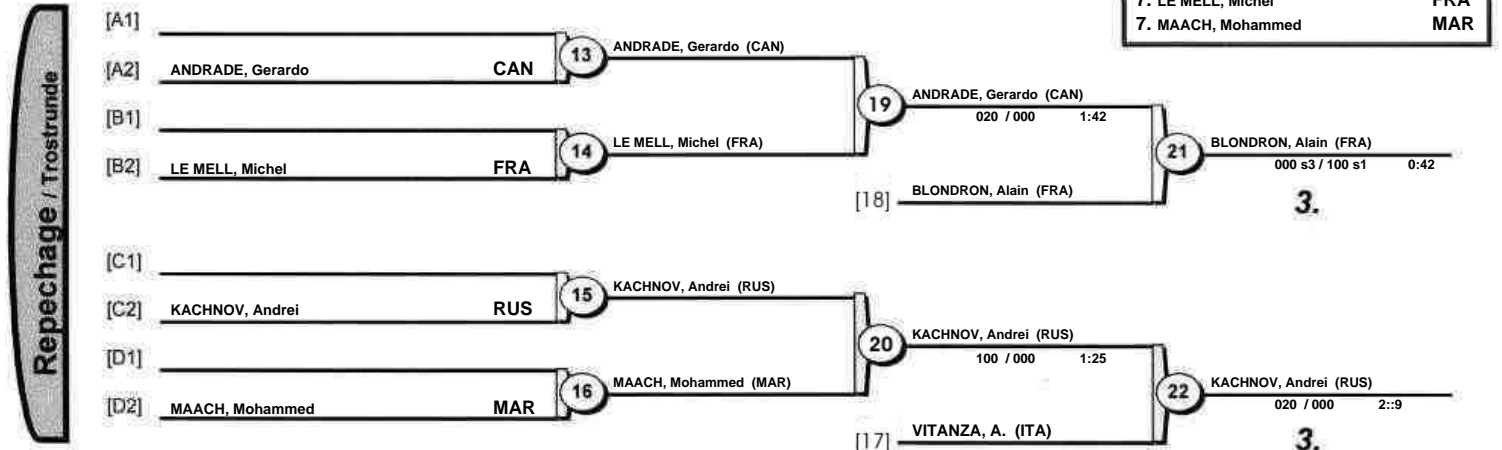 7. LE MELL, Michel FRA
7. MAACH, Mohammed MAR
Repechage / Trostrunde
[A1]
[A2] ANDRADE, Gerardo CAN
13
ANDRADE, Gerardo (CAN)
[B1]
[B2] LE MELL, Michel FRA
14
LE MELL, Michel (FRA)
19
ANDRADE, Gerardo (CAN)
020 / 000 1:42
[18] BLONDRON, Alain (FRA)
21
BLONDRON, Alain (FRA)
000 s3 / 100 s1 0:42
3.
[C1]
[C2] KACHNOV, Andrei RUS
15
KACHNOV, Andrei (RUS)
[D1]
[D2] MAACH, Mohammed MAR
16
MAACH, Mohammed (MAR)
20
KACHNOV, Andrei (RUS)
100 / 000 1:25
[17] VITANZA, A. (ITA)
22
KACHNOV, Andrei (RUS)
020 / 000 2::9
3.